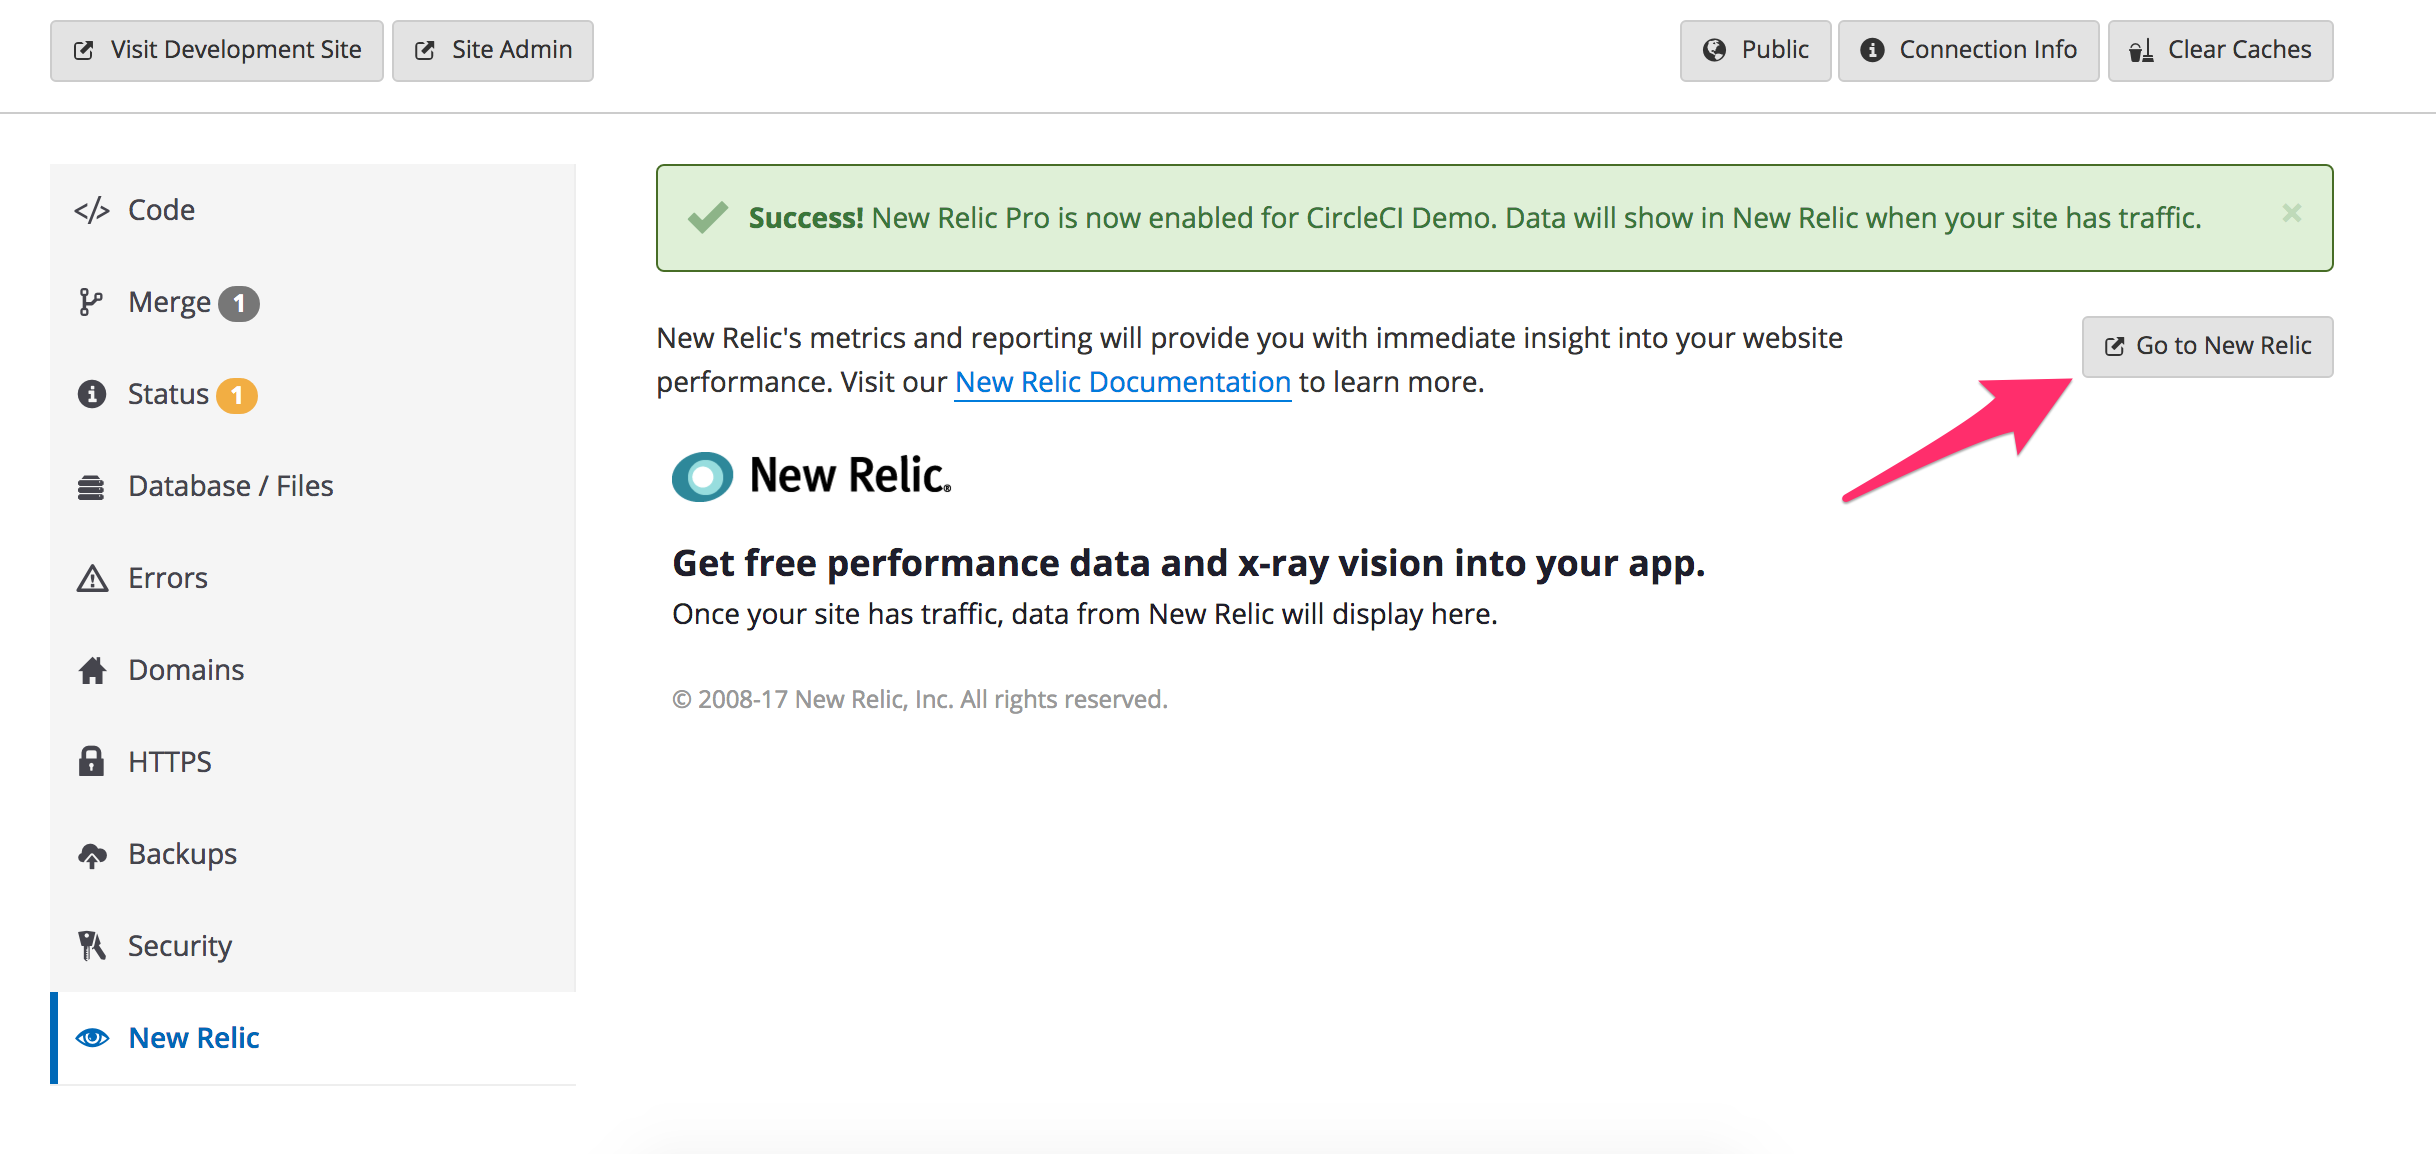 Visit Development Site
Site Admin
Public
Connection Info
Clear Caches
Code
Merge 1
Status 1
Database / Files
Errors
Domains
HTTPS
Backups
Security
New Relic
Success! New Relic Pro is now enabled for CircleCI Demo. Data will show in New Relic when your site has traffic.
New Relic's metrics and reporting will provide you with immediate insight into your website
performance. Visit our New Relic Documentation to learn more.
Go to New Relic
New Relic®
Get free performance data and x-ray vision into your app.
Once your site has traffic, data from New Relic will display here.
© 2008-17 New Relic, Inc. All rights reserved.